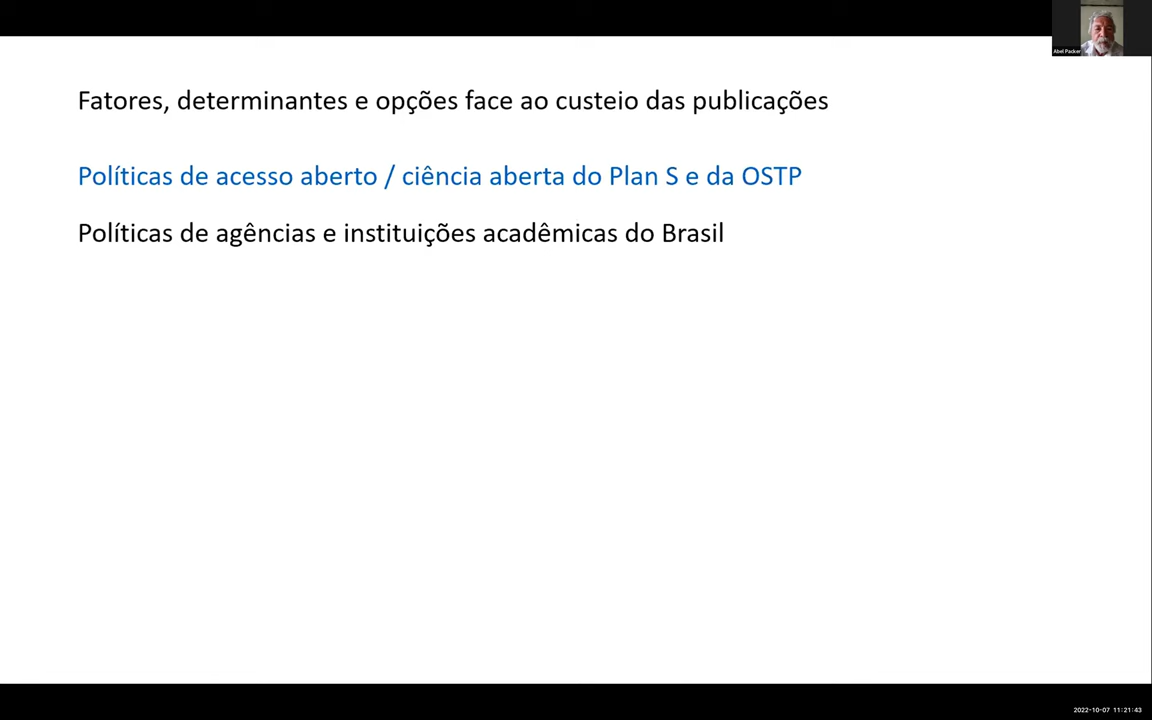 Abel Packer
Fatores, determinantes e opções face ao custeio das publicações
Políticas de acesso aberto / ciência aberta do Plan S e da OSTP
Políticas de agências e instituições acadêmicas do Brasil
2022-10-07 11:21:43